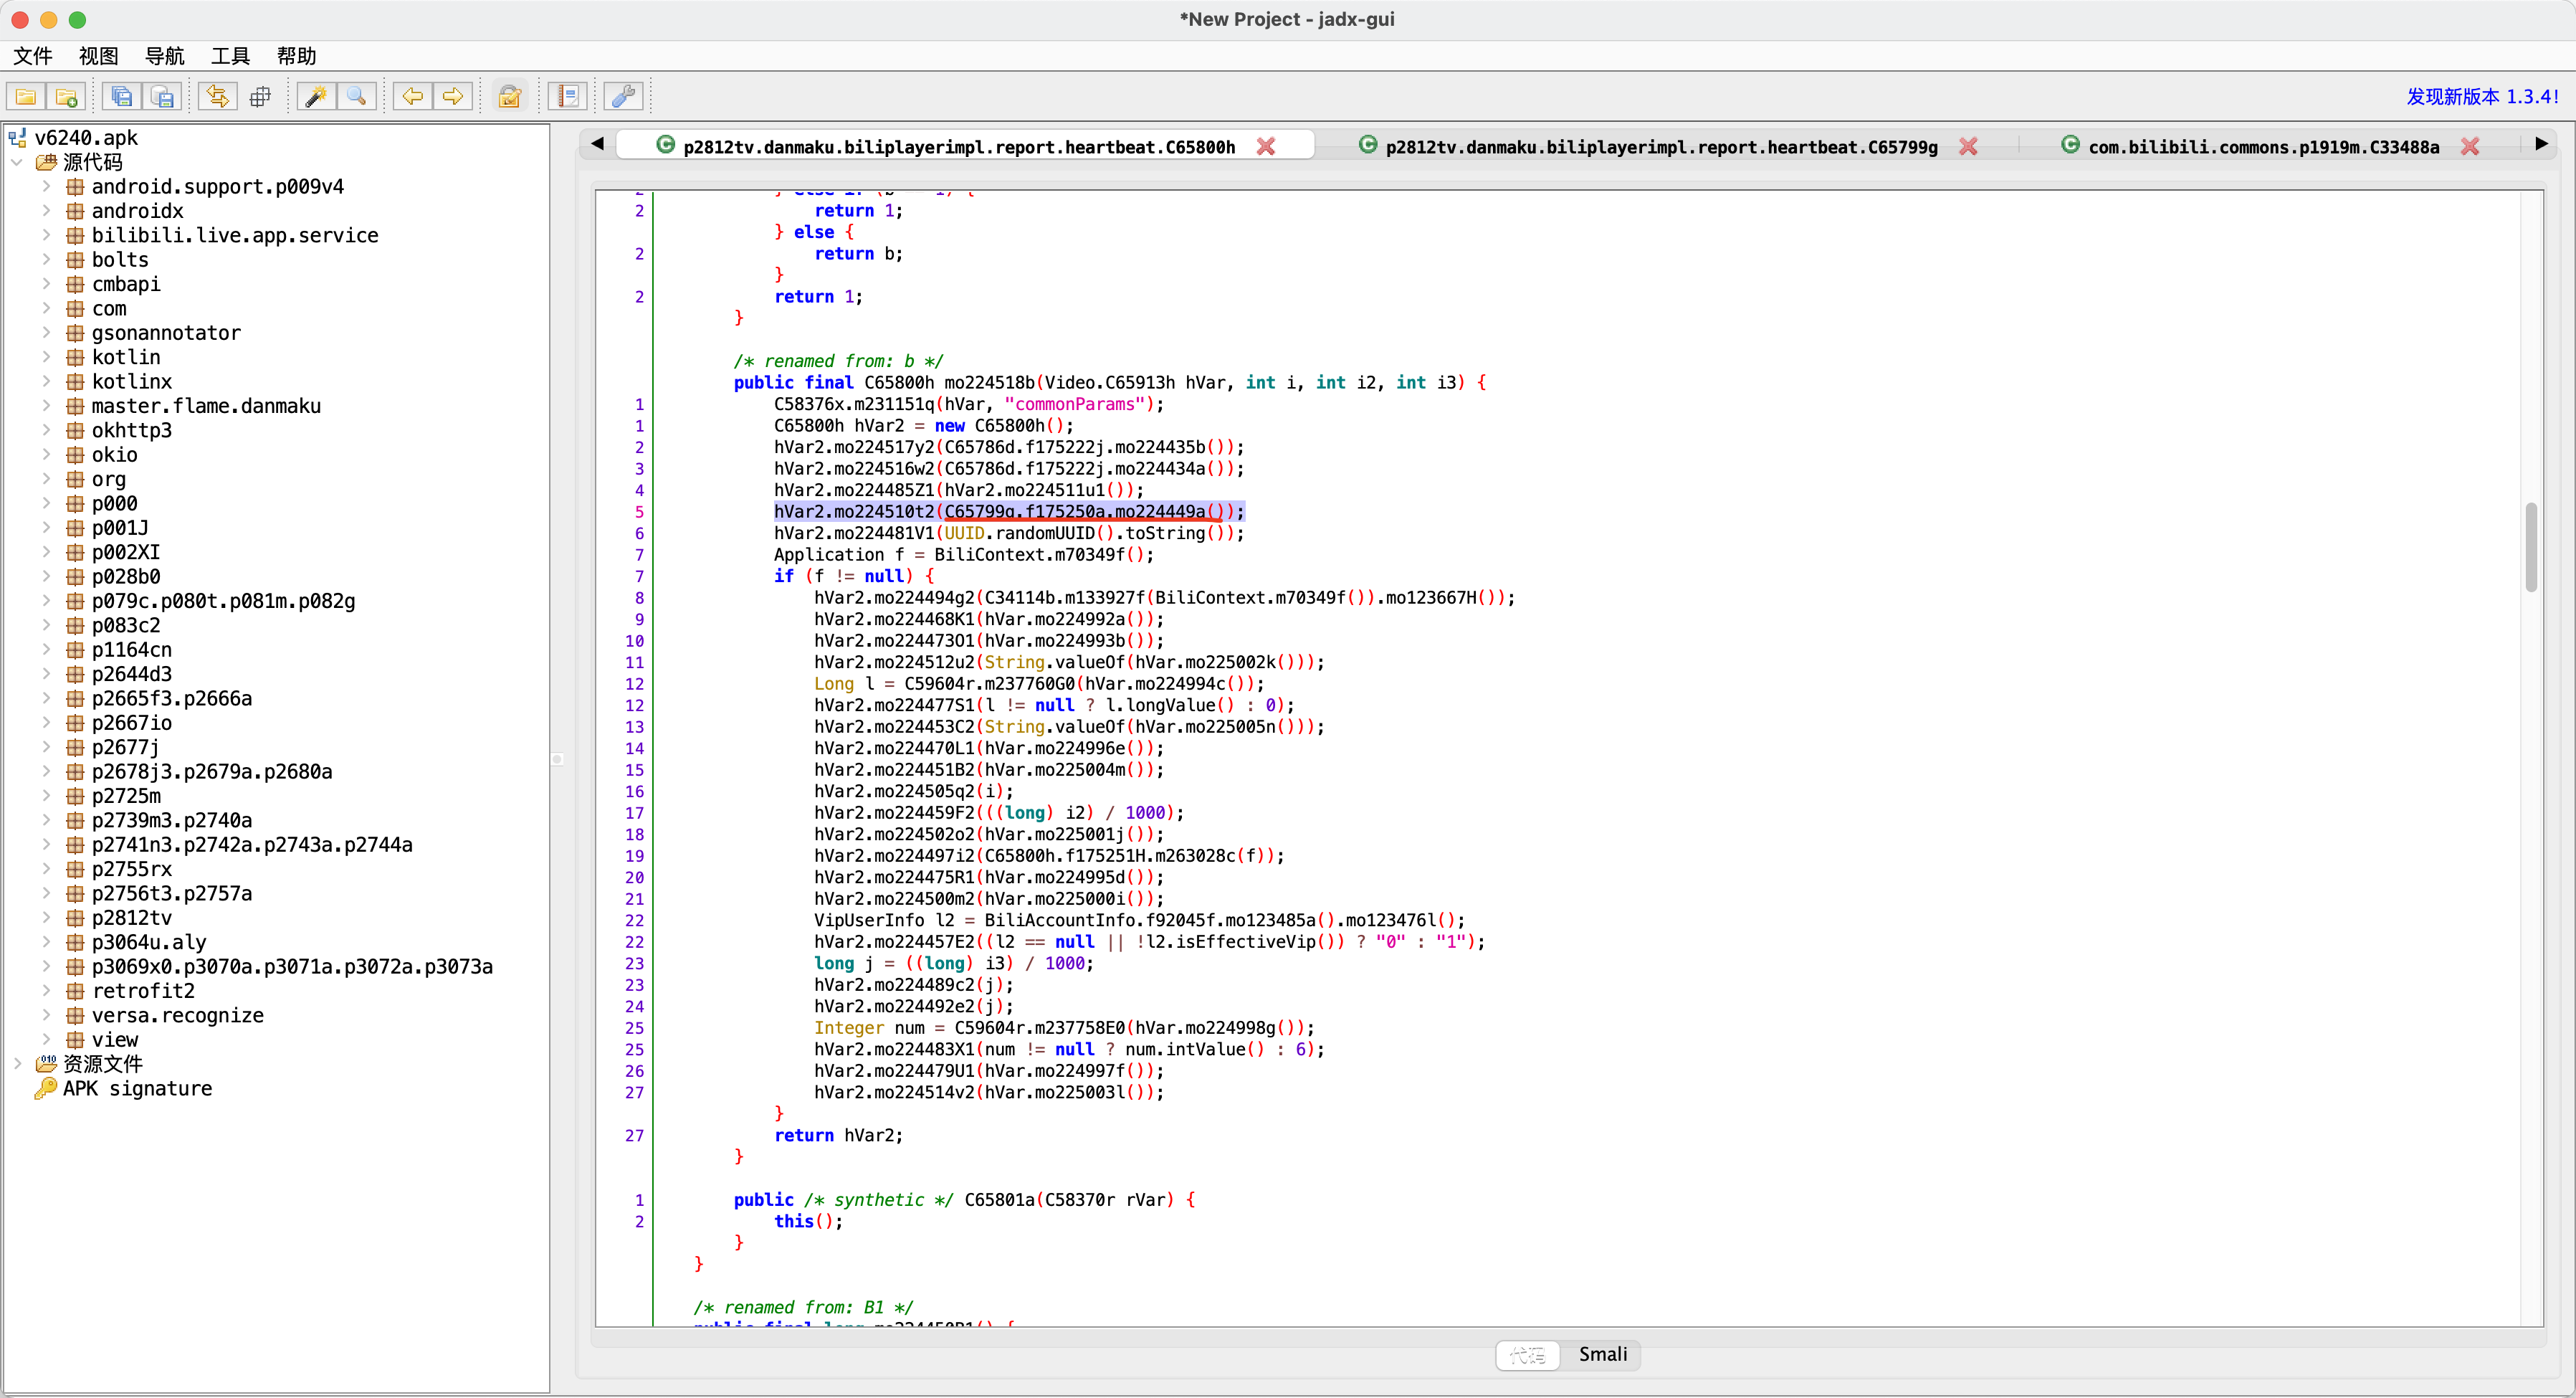 *New Project - jadx-gui
文件 视图 导航 工具 帮助
发现新版本 1.3.4!
v6240.apk
源代码
android.support.p009v4
androidx
bilibili.live.app.service
bolts
cmbapi
com
gsonannotator
kotlin
kotlinx
master.flame.danmaku
okhttp3
okio
org
p000
p001J
p002XI
p028b0
p079c.p080t.p081m.p082g
p083c2
p1164cn
p2644d3
p2665f3.p2666a
p2667io
p2677j
p2678j3.p2679a.p2680a
p2725m
p2739m3.p2740a
p2741n3.p2742a.p2743a.p2744a
p2755rx
p2756t3.p2757a
p2812tv
p3064u.aly
p3069x0.p3070a.p3071a.p3072a.p3073a
retrofit2
versa.recognize
view
资源文件
APK signature
p2812tv.danmaku.biliplayerimpl.report.heartbeat.C65800h p2812tv.danmaku.biliplayerimpl.report.heartbeat.C65799g com.bilibili.commons.p1919m.C33488a
2 return 1;
} else {
2 return b;
}
2 return 1;
}
/* renamed from: b */
public final C65800h mo224518b(Video.C65913h hVar, int i, int i2, int i3) {
1 C58376x.m231151q(hVar, "commonParams");
1 C65800h hVar2 = new C65800h();
2 hVar2.mo224517y2(C65786d.f175222j.mo224435b());
3 hVar2.mo224516w2(C65786d.f175222j.mo224434a());
4 hVar2.mo224485Z1(hVar2.mo224511u1());
5 hVar2.mo224510t2(C65799g.f175250a.mo224449a());
6 hVar2.mo224481V1(UUID.randomUUID().toString());
7 Application f = BiliContext.m70349f();
7 if (f != null) {
8 hVar2.mo224494g2(C34114b.m133927f(BiliContext.m70349f()).mo123667H());
9 hVar2.mo224468K1(hVar.mo224992a());
10 hVar2.mo224473O1(hVar.mo224993b());
11 hVar2.mo224512u2(String.valueOf(hVar.mo225002k()));
12 Long l = C59604r.m237760G0(hVar.mo224994c());
12 hVar2.mo224477S1(l != null ? l.longValue() : 0);
13 hVar2.mo224453C2(String.valueOf(hVar.mo225005n()));
14 hVar2.mo224470L1(hVar.mo224996e());
15 hVar2.mo224451B2(hVar.mo225004m());
16 hVar2.mo224505q2(i);
17 hVar2.mo224459F2(((long) i2) / 1000);
18 hVar2.mo224502o2(hVar.mo225001j());
19 hVar2.mo224497i2(C65800h.f175251H.m263028c(f));
20 hVar2.mo224475R1(hVar.mo224995d());
21 hVar2.mo224500m2(hVar.mo225000i());
22 VipUserInfo l2 = BiliAccountInfo.f92045f.mo123485a().mo123476l();
22 hVar2.mo224457E2((l2 == null || !l2.isEffectiveVip()) ? "0" : "1");
23 long j = ((long) i3) / 1000;
23 hVar2.mo224489c2(j);
24 hVar2.mo224492e2(j);
25 Integer num = C59604r.m237758E0(hVar.mo224998g());
25 hVar2.mo224483X1(num != null ? num.intValue() : 6);
26 hVar2.mo224479U1(hVar.mo224997f());
27 hVar2.mo224514v2(hVar.mo225003l());
}
27 return hVar2;
}
1 public /* synthetic */ C65801a(C58370r rVar) {
2 this();
}
}
/* renamed from: B1 */
代码 Smali